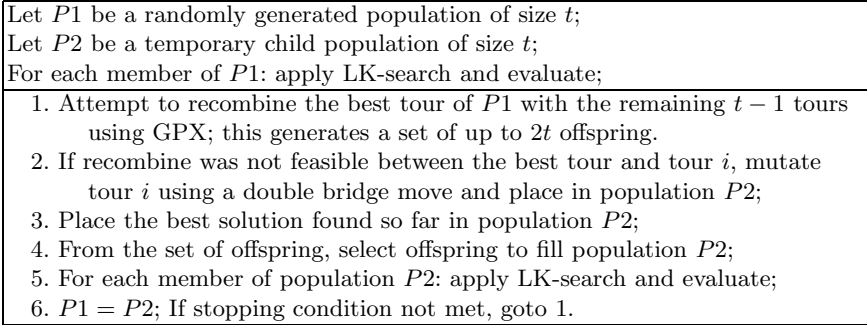 Let P1 be a randomly generated population of size t;
Let P2 be a temporary child population of size t;
For each member of P1: apply LK-search and evaluate;
1. Attempt to recombine the best tour of P1 with the remaining t − 1 tours
using GPX; this generates a set of up to 2t offspring.
2. If recombine was not feasible between the best tour and tour i, mutate
tour i using a double bridge move and place in population P2;
3. Place the best solution found so far in population P2;
4. From the set of offspring, select offspring to fill population P2;
5. For each member of population P2: apply LK-search and evaluate;
6. P1 = P2; If stopping condition not met, goto 1.